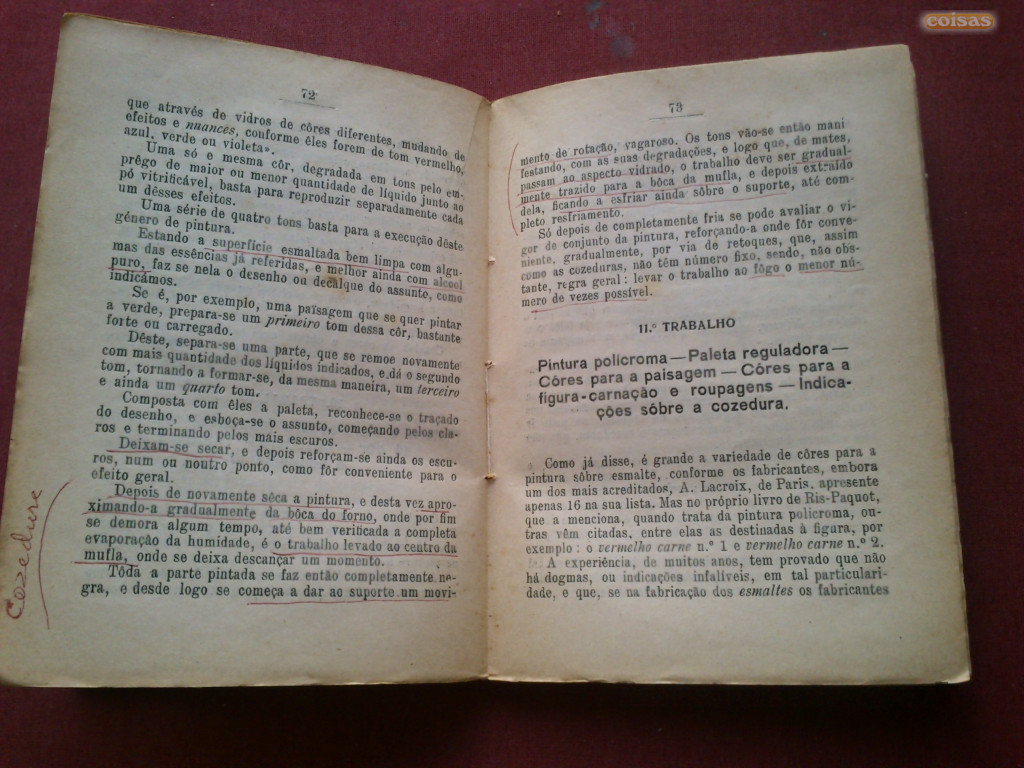 coisas
72
que através de vidros de côres diferentes, mudando de
efeitos e nuances, conforme êles forem de tom vermelho,
azul, verde ou violeta».
Uma só e mesma côr, degradada em tons pelo em-
prêgo de maior ou menor quantidade de líquido junto ao
pó vitrificável, basta para reproduzir separadamente cada
um dêsses efeitos.
Uma série de quatro tons basta para a execução dêste
género de pintura.
Estando a superfície esmaltada bem limpa com algu-
mas das essências já referidas, e melhor ainda com alcool
puro, faz se nela o desenho ou decalque do assunte, como
indicámos.
Se é, por exemplo, uma païsagem que se quer pintar
a verde, prepara-se um primeiro tom dessa côr, bastante
forte ou carregado.
Dêste, separa-se uma parte, que se remoe novamente
com mais quantidade dos líquidos indicados, e dá o segundo
tom, tornando a formar-se, da mesma maneira, um terceiro
e ainda um quarto tom.
Composta com êles a paleta, reconhece-se o traçado
do desenho, e esboça-se o assunto, começando pelos cla-
ros e terminando pelos mais escuros.
Deixam-se secar, e depois reforçam-se ainda os escu-
ros, num ou noutro ponto, como fôr conveniente para o
efeito geral.
Depois de novamente sêca a pintura, e desta vez apro-
ximando-a gradualmente da bôca do forno, onde por fim
se demora algum tempo, até bem verificada a completa
evaporação da humidade, é o trabalho levado ao centro da
mufla, onde se deixa descançar um momento.
Tôda a parte pintada se faz então completamente ne-
gra, e desde logo se começa a dar ao suporte um movi-
Cozedure
73
mento de rotação, vagaroso. Os tons vão-se então mani
festando, com as suas degradações, e logo que, de mates,
passam ao aspecto vidrado, o trabalho deve ser gradual-
mente trazido para a bôca da mufla, e depois extraído
dela, ficando a esfriar ainda sôbre o suporte, até com-
pleto resfriamento.
Só depois de completamente fria se pode avaliar o vi-
gor de conjunto da pintura, reforçando-a onde fôr conve-
niente, gradualmente, por via de retoques, que, assim
como as cozeduras, não têm número fixo, sendo, não obs-
tante, regra geral: levar o trabalho ao fôgo o menor nú-
mero de vezes possível.
11.º TRABALHO
Pintura policroma — Paleta reguladora —
Côres para a paisagem — Côres para a
figura-carnação e roupagens — Indica-
ções sôbre a cozedura.
Como já disse, é grande a variedade de côres para a
pintura sôbre esmalte, conforme os fabricantes, embora
um dos mais acreditados, A. Lacroix, de Paris, apresente
apenas 16 na sua lista. Mas no próprio livro de Ris-Paquot,
que a menciona, quando trata da pintura policroma, ou-
tras vêm citadas, entre elas as destinadas à figura, por
exemplo: o vermelho carne n.º 1 e vermelho carne n.º 2.
A experiência, de muitos anos, tem provado que não
há dogmas, ou indicações infalíveis, em tal particulari-
dade, e que, se na fabricação dos esmaltes os fabricantes